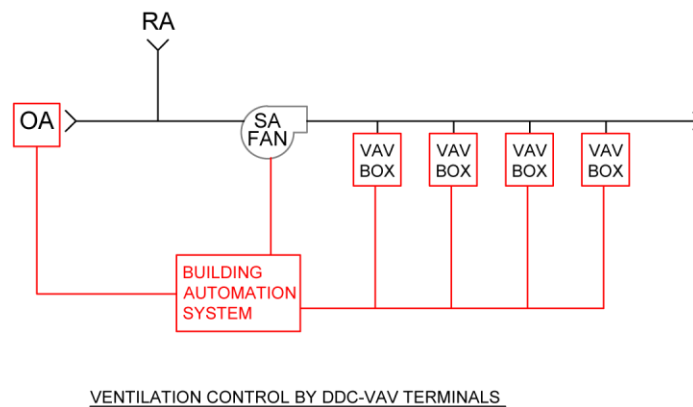 RA
OA
SA
FAN
VAV
BOX
VAV
BOX
VAV
BOX
VAV
BOX
BUILDING
AUTOMATION
SYSTEM
VENTILATION CONTROL BY DDC-VAV TERMINALS